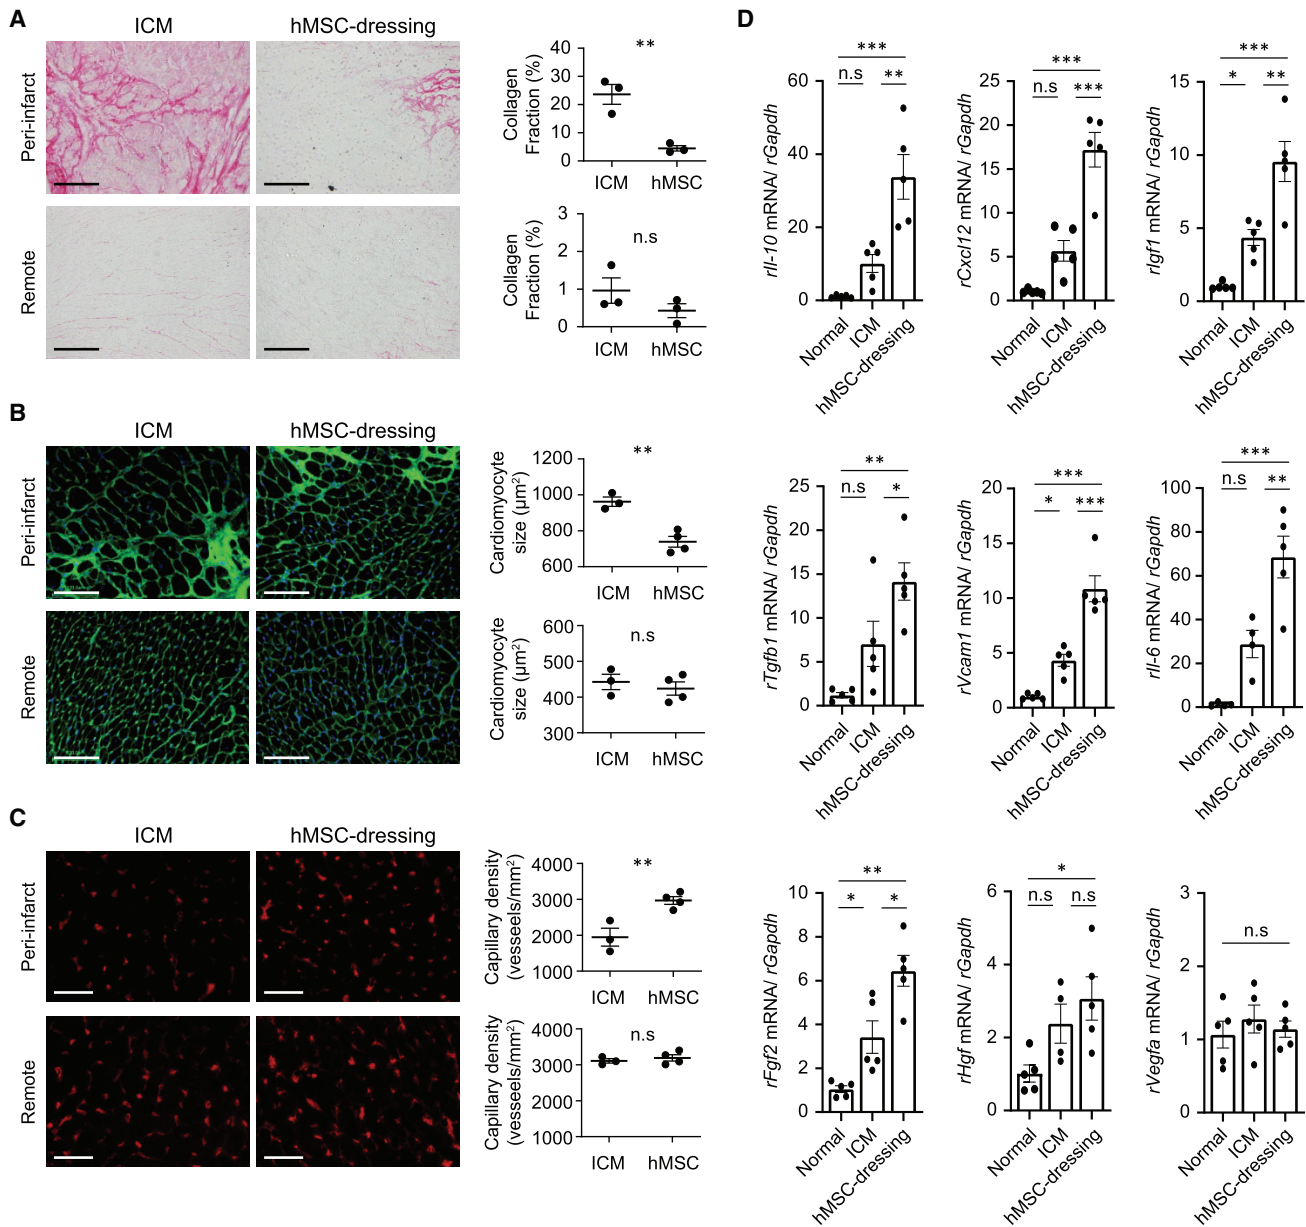 A
ICM
hMSC-dressing
Peri-infarct
Remote
Collagen
Fraction (%)
40
30
20
10
0
**
ICM
hMSC
Collagen
Fraction (%)
3
2
1
0
n.s
ICM
hMSC
B
ICM
hMSC-dressing
Peri-infarct
Remote
Cardiomyocyte
size (µm²)
1200
1000
800
600
**
ICM
hMSC
Cardiomyocyte
size (µm²)
600
500
400
300
n.s
ICM
hMSC
C
ICM
hMSC-dressing
Peri-infarct
Remote
Capillary density
(vesseels/mm²)
4000
3000
2000
1000
**
ICM
hMSC
Capillary density
(vesseels/mm²)
4000
3000
2000
1000
n.s
ICM
hMSC
D
rIl-10 mRNA/ rGapdh
60
40
20
0
***
n.s
**
Normal
ICM
hMSC-dressing
rCxcl12 mRNA/ rGapdh
25
20
15
10
5
0
***
n.s
***
Normal
ICM
hMSC-dressing
rIgf1 mRNA/ rGapdh
15
10
5
0
***
*
**
Normal
ICM
hMSC-dressing
rTgfb1 mRNA/ rGapdh
25
20
15
10
5
0
**
n.s
*
Normal
ICM
hMSC-dressing
rVcam1 mRNA/ rGapdh
20
15
10
5
0
***
*
***
Normal
ICM
hMSC-dressing
rIl-6 mRNA/ rGapdh
100
80
60
40
20
0
***
n.s
**
Normal
ICM
hMSC-dressing
rFgf2 mRNA/ rGapdh
10
8
6
4
2
0
**
*
*
Normal
ICM
hMSC-dressing
rHgf mRNA/ rGapdh
6
4
2
0
*
n.s
n.s
Normal
ICM
hMSC-dressing
rVegfa mRNA/ rGapdh
3
2
1
0
n.s
Normal
ICM
hMSC-dressing